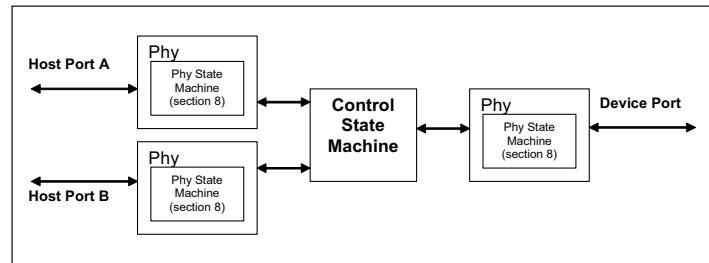 Host Port A
Phy
Phy State
Machine
(section 8)
Host Port B
Phy
Phy State
Machine
(section 8)
Control
State
Machine
Phy
Phy State
Machine
(section 8)
Device Port